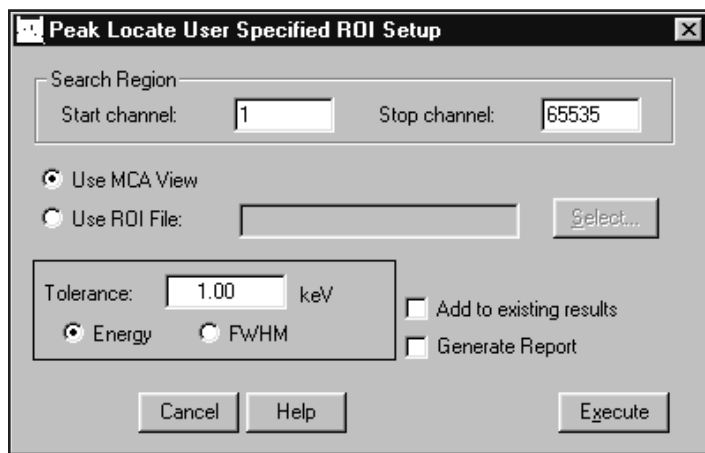 Peak Locate User Specified ROI Setup
Search Region
Start channel: 1 Stop channel: 65535
Use MCA View
Use ROI File: Select...
Tolerance: 1.00 keV
Energy FWHM
Add to existing results
Generate Report
Cancel Help Execute